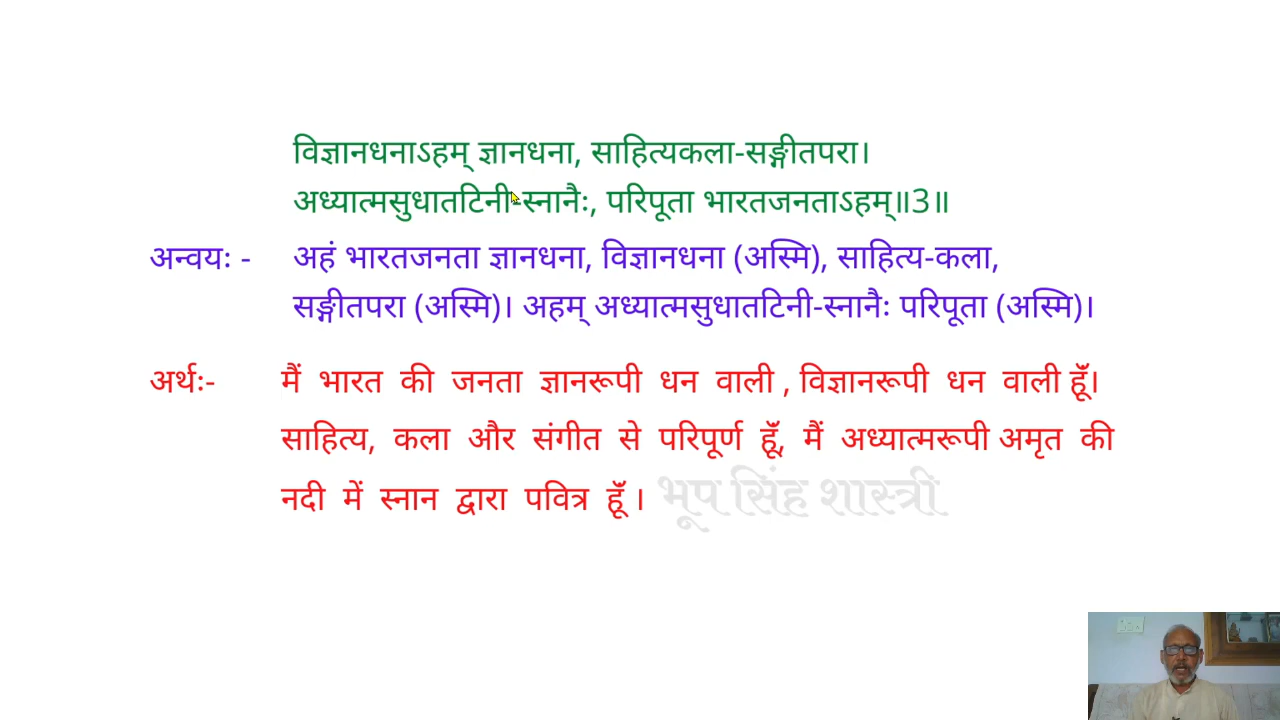 विज्ञानधनाऽहम् ज्ञानधना, साहित्यकला-सङ्गीतपरा।
अध्यात्मसुधातटिनी-स्नानैः, परिपूता भारतजनताऽहम्॥3॥
अन्वयः - अहं भारतजनता ज्ञानधना, विज्ञानधना (अस्मि), साहित्य-कला,
सङ्गीतपरा (अस्मि)। अहम् अध्यात्मसुधातटिनी-स्नानैः परिपूता (अस्मि)।
अर्थः- मैं भारत की जनता ज्ञानरूपी धन वाली , विज्ञानरूपी धन वाली हूँ।
साहित्य, कला और संगीत से परिपूर्ण हूँ, मैं अध्यात्मरूपी अमृत की
नदी में स्नान द्वारा पवित्र हूँ ।
भूप सिंह शास्त्री